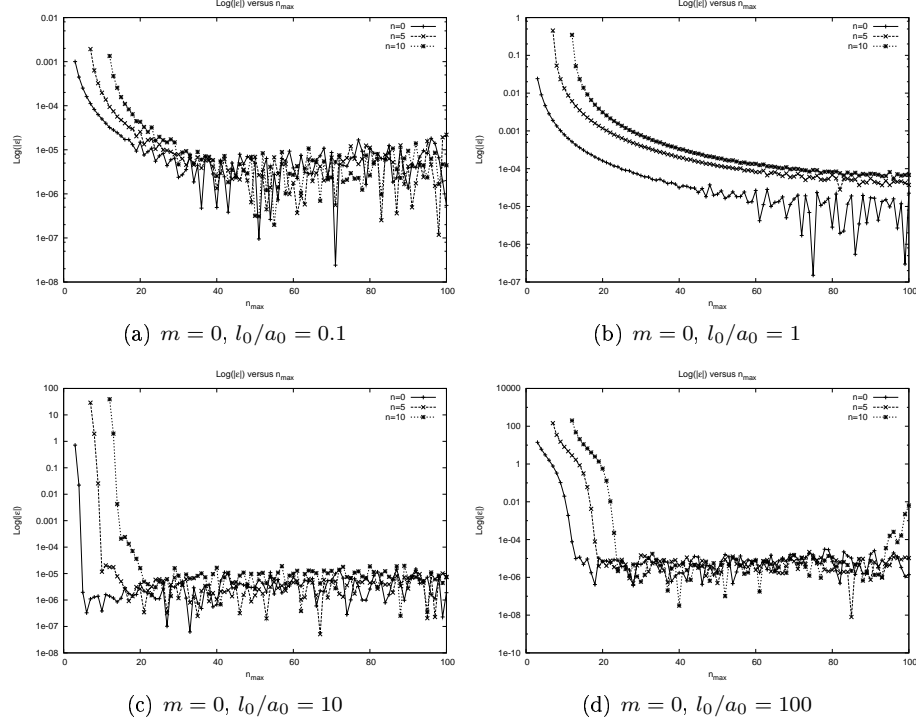 Log(|ε|) versus n_max
n=0
n=5
n=10
0.01
0.001
1e-04
1e-05
1e-06
1e-07
1e-08
Log(|ε|)
0 20 40 60 80 100
n_max
(a) m = 0, l_0/a_0 = 0.1
Log(|ε|) versus n_max
n=0
n=5
n=10
1
0.1
0.01
0.001
1e-04
1e-05
1e-06
1e-07
Log(|ε|)
0 20 40 60 80 100
n_max
(b) m = 0, l_0/a_0 = 1
Log(|ε|) versus n_max
n=0
n=5
n=10
100
10
1
0.1
0.01
0.001
1e-04
1e-05
1e-06
1e-07
1e-08
Log(|ε|)
0 20 40 60 80 100
n_max
(c) m = 0, l_0/a_0 = 10
Log(|ε|) versus n_max
n=0
n=5
n=10
10000
100
1
0.01
1e-04
1e-06
1e-08
1e-10
Log(|ε|)
0 20 40 60 80 100
n_max
(d) m = 0, l_0/a_0 = 100